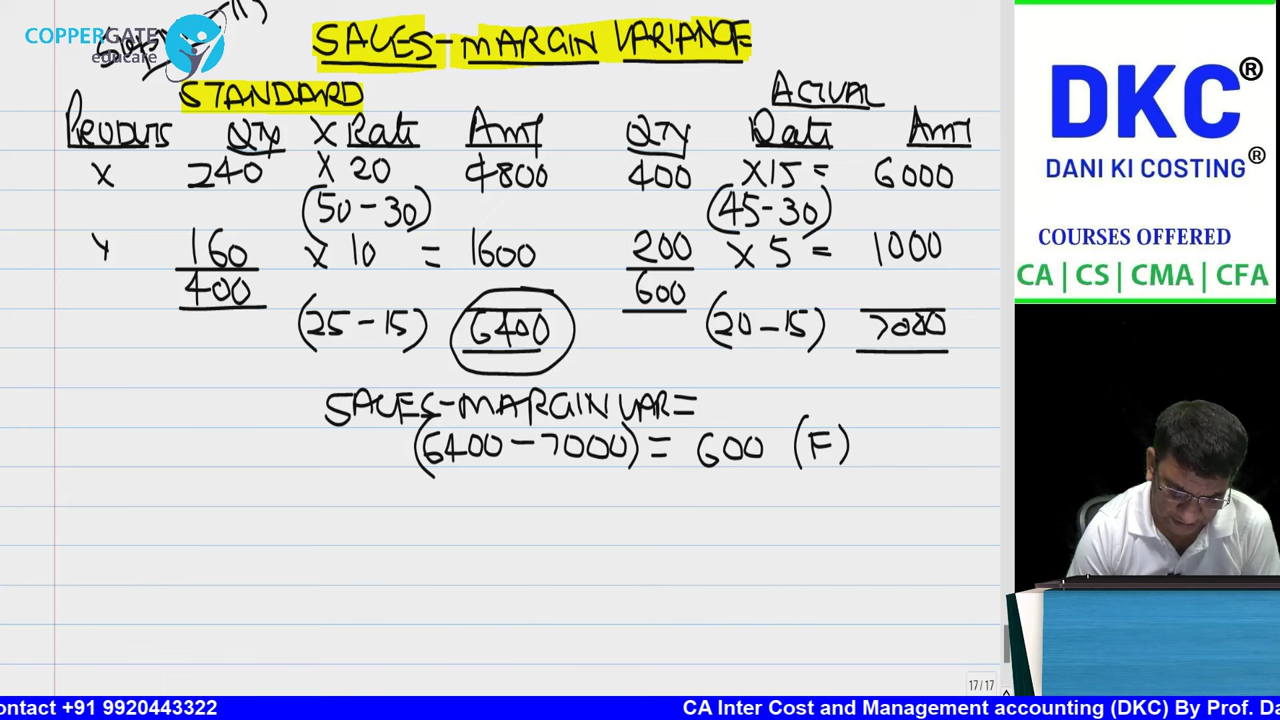 COPPERGATE
educate
SALES-MARGIN VARIANCE
STANDARD
ACTUAL
Products Qty X Rate Amt Qty Rate Amt
X 240 X 20 4800 400 X15 = 6000
(50-30) (45-30)
Y 160 X 10 = 1600 200 X 5 = 1000
400 600
(25-15) 6400 (20-15) 7000
SALES-MARGIN VAR =
(6400-7000) = 600 (F)
17/17
DKC®
DANI KI COSTING®
COURSES OFFERED
CA | CS | CMA | CFA
ontact +91 9920443322 CA Inter Cost and Management accounting (DKC) By Prof. Da